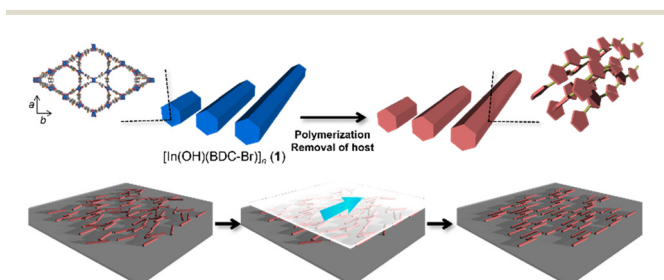 a
b
[In(OH)(BDC-Br)]n (1)
Polymerization
Removal of host